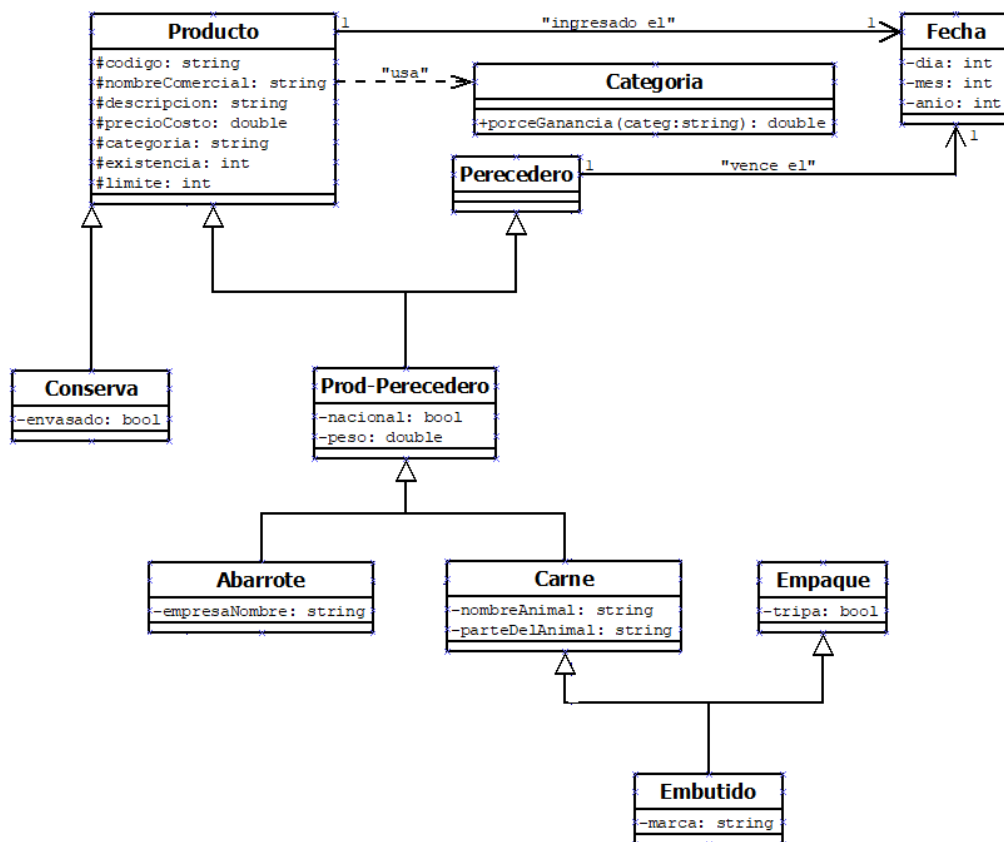 Producto
#codigo: string
#nombreComercial: string
#descripcion: string
#precioCosto: double
#categoria: string
#existencia: int
#limite: int
1
"ingresado el"
1
Fecha
-dia: int
-mes: int
-anio: int
"usa"
Categoria
+porceGanancia(categ:string): double
Perecedero
1
"vence el"
1
Conserva
-envasado: bool
Prod-Perecedero
-nacional: bool
-peso: double
Abarrote
-empresaNombre: string
Carne
-nombreAnimal: string
-parteDelAnimal: string
Empaque
-tripa: bool
Embutido
-marca: string